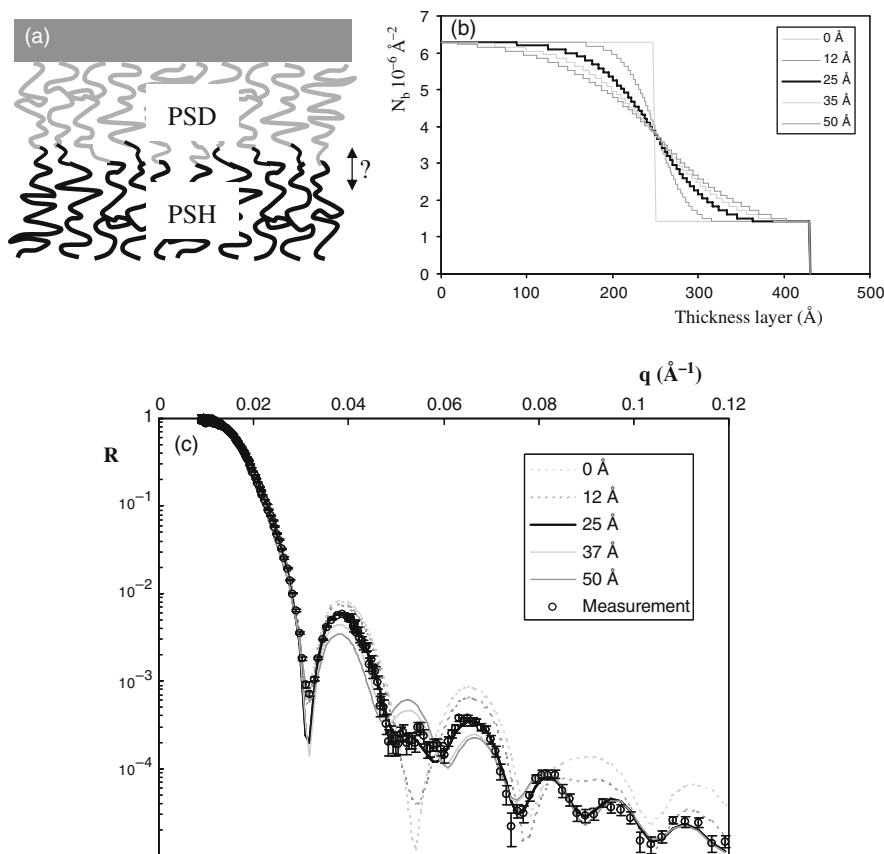 (a)
PSD
?
PSH
(b)
N_b 10⁻⁶ Å⁻²
7
6
5
4
3
2
1
0
0 100 200 300 400 500
Thickness layer (Å)
0 Å
12 Å
25 Å
35 Å
50 Å
q (Å⁻¹)
0 0.02 0.04 0.06 0.08 0.1 0.12
(c)
R
1
10⁻¹
10⁻²
10⁻³
10⁻⁴
0 Å
12 Å
25 Å
37 Å
50 Å
Measurement